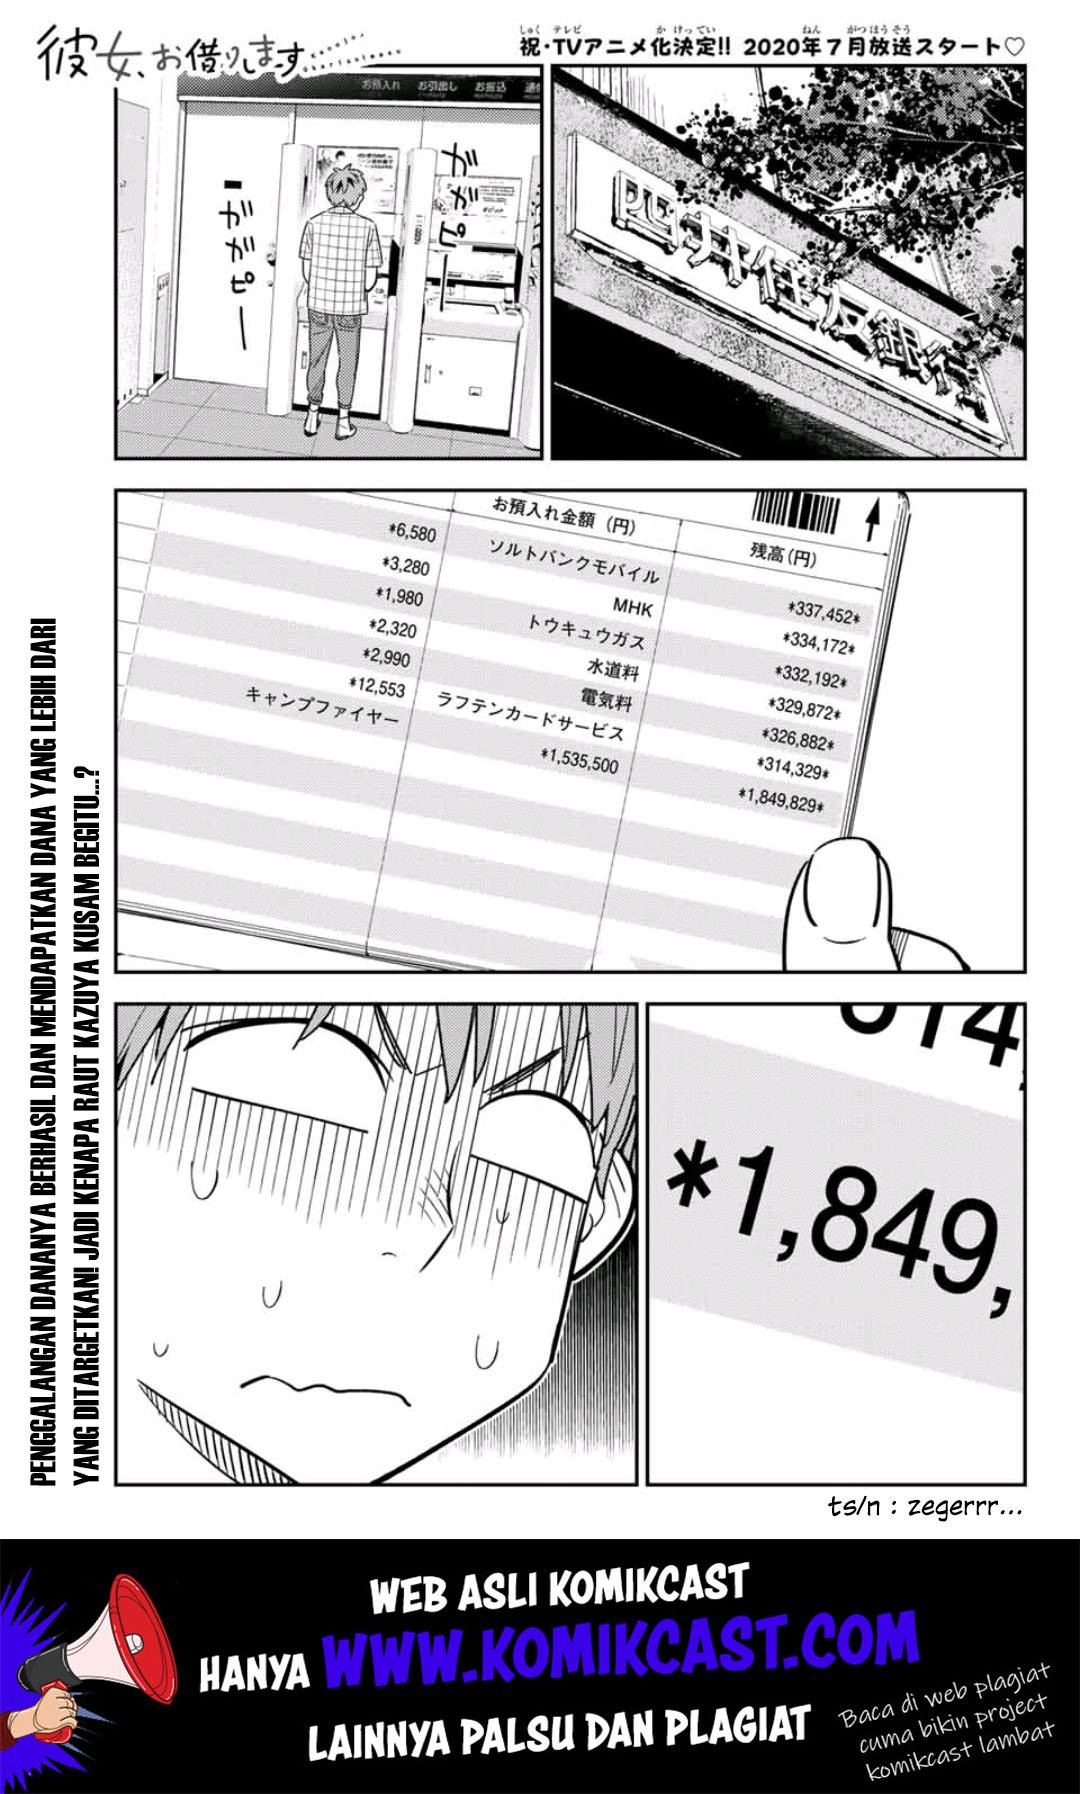 彼女、お借りします
祝・TVアニメ化決定!! 2020年7月放送スタート♡
四井住友銀行
お預入れ お引出し お振込
ガガガピー
ガガガピー
お預入れ金額 (円) 残高(円)
*6,580 ソルトバンクモバイル *337,452*
*3,280 MHK *334,172*
*1,980 トウキュウガス *332,192*
*2,320 水道料 *329,872*
*2,990 電気料 *326,882*
*12,553 ラフテンカードサービス *314,329*
キャンプファイヤー *1,535,500 *1,849,829*
PENGGALANGAN DANANYA BERHASIL DAN MENDAPATKAN DANA YANG LEBIH DARI
YANG DITARGETKAN! JADI KENAPA RAUT KAZUYA KUSAM BEGITU...?
314,
*1,849,
ts/n : zegerrr...
WEB ASLI KOMIKCAST
HANYA WWW.KOMIKCAST.COM
LAINNYA PALSU DAN PLAGIAT
Baca di web plagiat
cuma bikin project
komikcast lambat